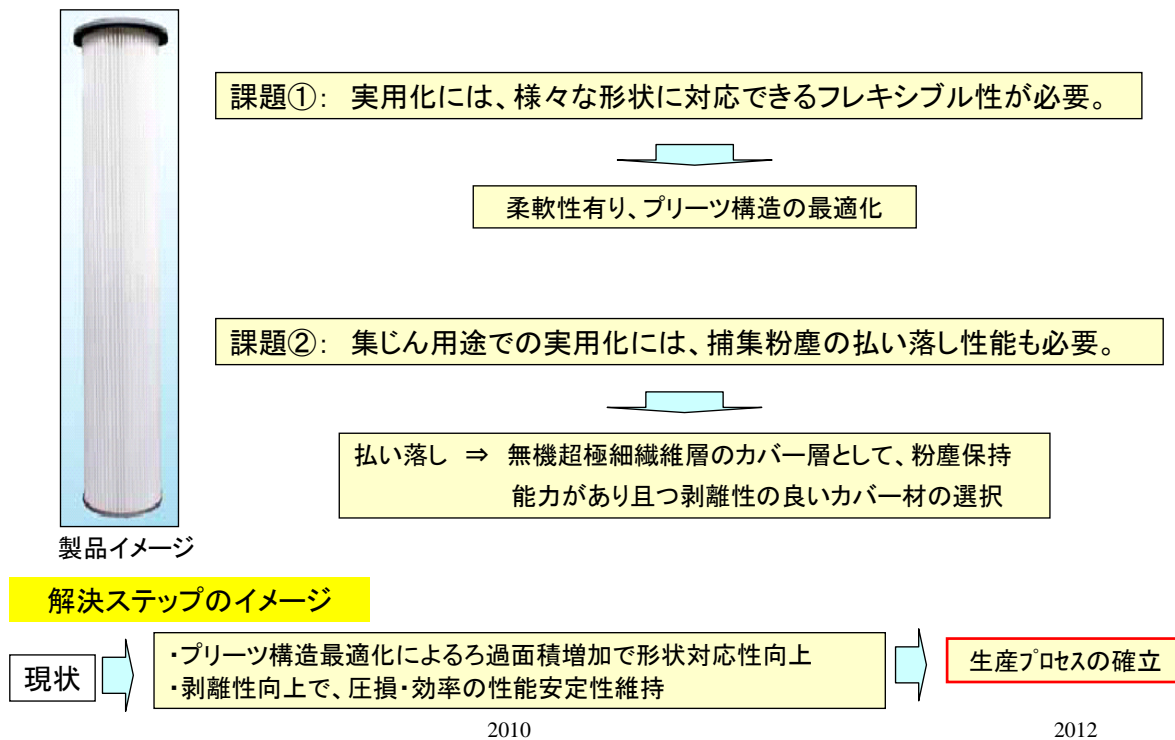 課題①： 実用化には、様々な形状に対応できるフレキシブル性が必要。
柔軟性有り、プリーツ構造の最適化
課題②： 集じん用途での実用化には、捕集粉塵の払い落し性能も必要。
払い落し ⇒ 無機超極細繊維層のカバー層として、粉塵保持
能力があり且つ剥離性の良いカバー材の選択
製品イメージ
解決ステップのイメージ
現状
・プリーツ構造最適化によるろ過面積増加で形状対応性向上
・剥離性向上で、圧損・効率の性能安定性維持
生産プロセスの確立
2010
2012